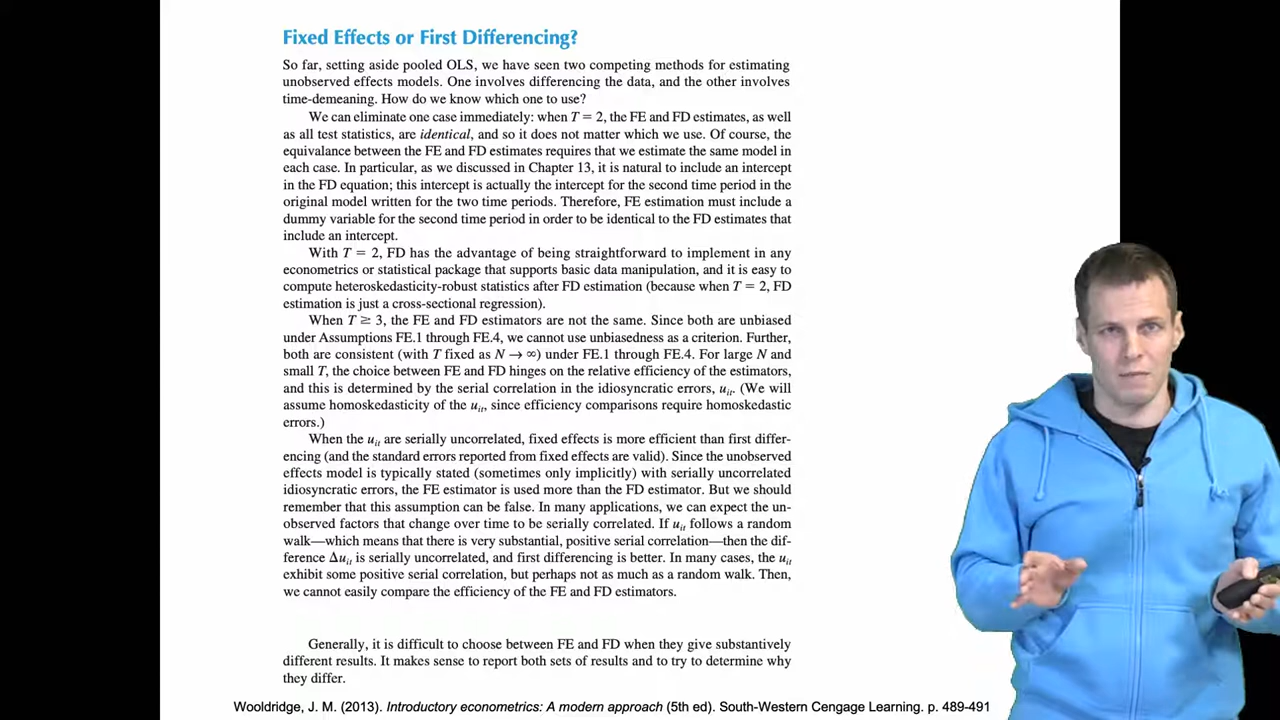 Fixed Effects or First Differencing?
So far, setting aside pooled OLS, we have seen two competing methods for estimating
unobserved effects models. One involves differencing the data, and the other involves
time-demeaning. How do we know which one to use?
We can eliminate one case immediately: when T = 2, the FE and FD estimates, as well
as all test statistics, are identical, and so it does not matter which we use. Of course, the
equivalance between the FE and FD estimates requires that we estimate the same model in
each case. In particular, as we discussed in Chapter 13, it is natural to include an intercept
in the FD equation; this intercept is actually the intercept for the second time period in the
original model written for the two time periods. Therefore, FE estimation must include a
dummy variable for the second time period in order to be identical to the FD estimates that
include an intercept.
With T = 2, FD has the advantage of being straightforward to implement in any
econometrics or statistical package that supports basic data manipulation, and it is easy to
compute heteroskedasticity-robust statistics after FD estimation (because when T = 2, FD
estimation is just a cross-sectional regression).
When T ≥ 3, the FE and FD estimators are not the same. Since both are unbiased
under Assumptions FE.1 through FE.4, we cannot use unbiasedness as a criterion. Further,
both are consistent (with T fixed as N → ∞) under FE.1 through FE.4. For large N and
small T, the choice between FE and FD hinges on the relative efficiency of the estimators,
and this is determined by the serial correlation in the idiosyncratic errors, uit. (We will
assume homoskedasticity of the uit, since efficiency comparisons require homoskedastic
errors.)
When the uit are serially uncorrelated, fixed effects is more efficient than first differ-
encing (and the standard errors reported from fixed effects are valid). Since the unobserved
effects model is typically stated (sometimes only implicitly) with serially uncorrelated
idiosyncratic errors, the FE estimator is used more than the FD estimator. But we should
remember that this assumption can be false. In many applications, we can expect the un-
observed factors that change over time to be serially correlated. If uit follows a random
walk—which means that there is very substantial, positive serial correlation—then the dif-
ference Δuit is serially uncorrelated, and first differencing is better. In many cases, the uit
exhibit some positive serial correlation, but perhaps not as much as a random walk. Then,
we cannot easily compare the efficiency of the FE and FD estimators.
Generally, it is difficult to choose between FE and FD when they give substantively
different results. It makes sense to report both sets of results and to try to determine why
they differ.
Wooldridge, J. M. (2013). Introductory econometrics: A modern approach (5th ed). South-Western Cengage Learning. p. 489-491